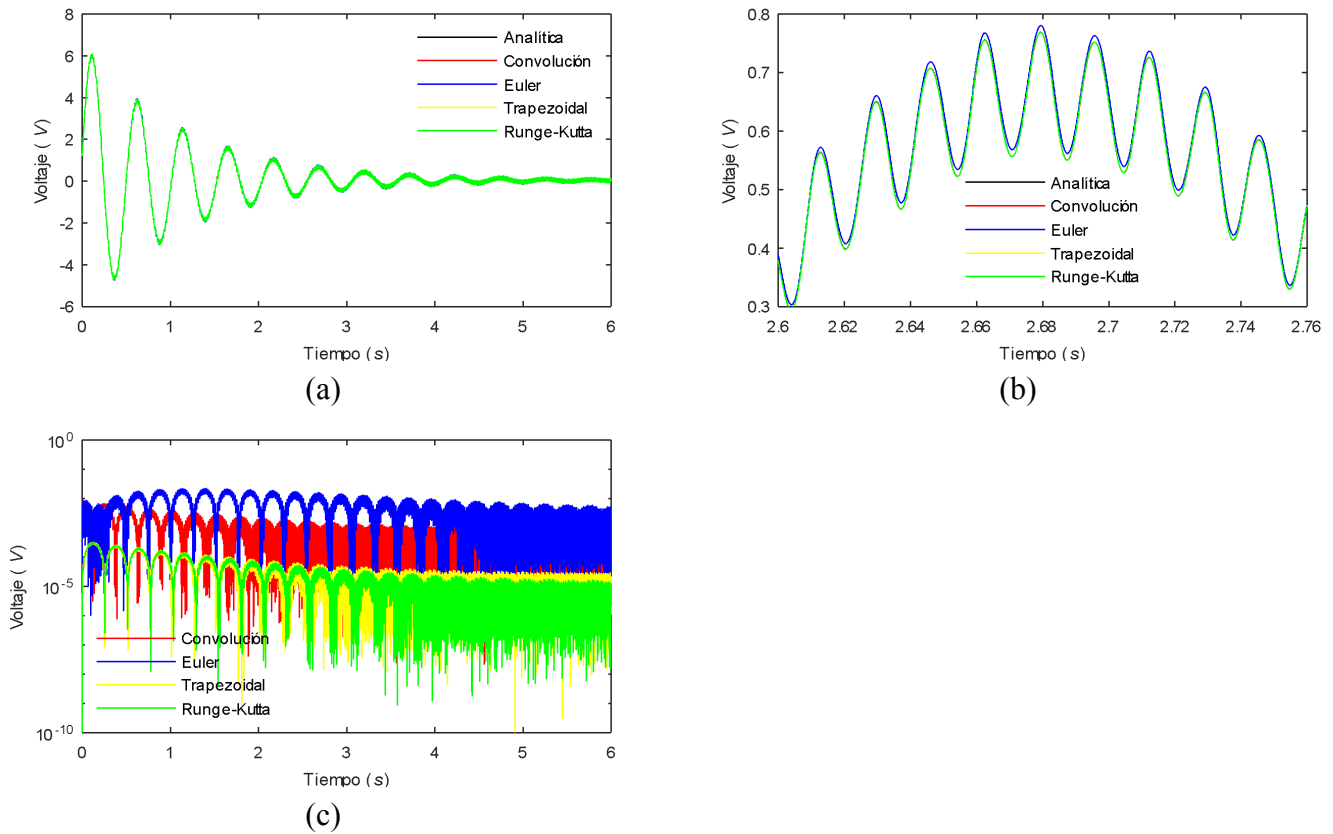 8
4
0
-4
-6
Voltaje ( V)
0 1 2 3 4 5 6
Tiempo (s)
Analítica
Convolución
Euler
Trapezoidal
Runge-Kutta
(a)
0.8
0.7
0.6
0.5
0.4
0.3
Voltaje ( V)
2.6 2.62 2.64 2.66 2.68 2.7 2.72 2.74 2.76
Tiempo (s)
Analítica
Convolución
Euler
Trapezoidal
Runge-Kutta
(b)
10^0
10^-5
10^-10
Voltaje ( V)
0 1 2 3 4 5 6
Tiempo (s)
Convolución
Euler
Trapezoidal
Runge-Kutta
(c)